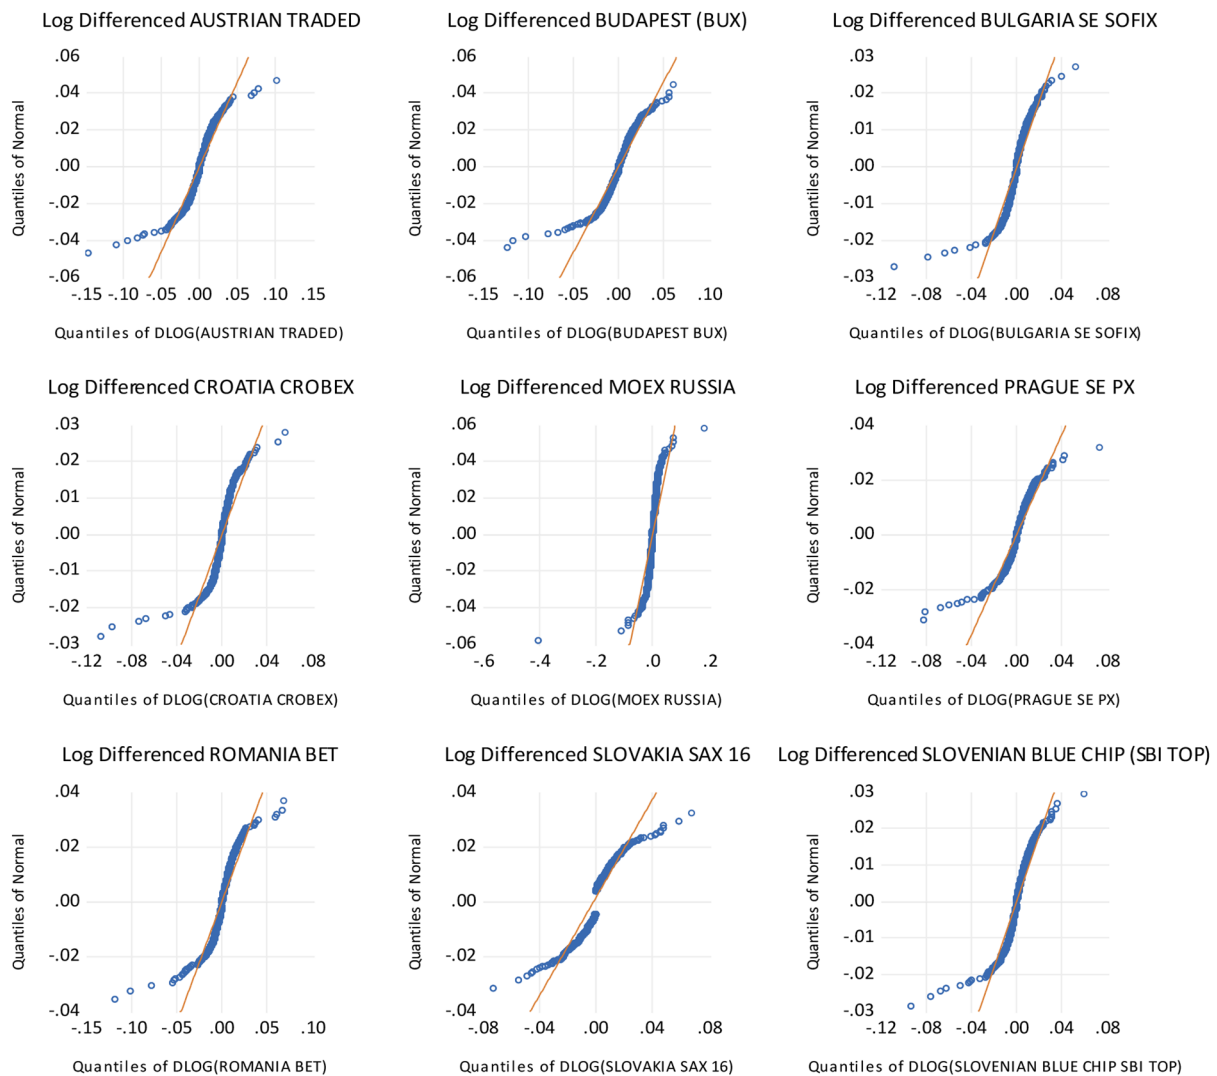 Log Differenced AUSTRIAN TRADED
Log Differenced BUDAPEST (BUX)
Log Differenced BULGARIA SE SOFIX
Quantiles of Normal
.06
.04
.02
.00
-.02
-.04
-.06
-.15 -.10 -.05 .00 .05 .10 .15
Quantiles of DLOG(AUSTRIAN TRADED)
Quantiles of Normal
.06
.04
.02
.00
-.02
-.04
-.06
-.15 -.10 -.05 .00 .05 .10
Quantiles of DLOG(BUDAPEST BUX)
Quantiles of Normal
.03
.02
.01
.00
-.01
-.02
-.03
-.12 -.08 -.04 .00 .04 .08
Quantiles of DLOG(BULGARIA SE SOFIX)
Log Differenced CROATIA CROBEX
Log Differenced MOEX RUSSIA
Log Differenced PRAGUE SE PX
Quantiles of Normal
.03
.02
.01
.00
-.01
-.02
-.03
-.12 -.08 -.04 .00 .04 .08
Quantiles of DLOG(CROATIA CROBEX)
Quantiles of Normal
.06
.04
.02
.00
-.02
-.04
-.06
-.6 -.4 -.2 .0 .2
Quantiles of DLOG(MOEX RUSSIA)
Quantiles of Normal
.04
.02
.00
-.02
-.04
-.12 -.08 -.04 .00 .04 .08
Quantiles of DLOG(PRAGUE SE PX)
Log Differenced ROMANIA BET
Log Differenced SLOVAKIA SAX 16
Log Differenced SLOVENIAN BLUE CHIP (SBI TOP)
Quantiles of Normal
.04
.02
.00
-.02
-.04
-.15 -.10 -.05 .00 .05 .10
Quantiles of DLOG(ROMANIA BET)
Quantiles of Normal
.04
.02
.00
-.02
-.04
-.08 -.04 .00 .04 .08
Quantiles of DLOG(SLOVAKIA SAX 16)
Quantiles of Normal
.03
.02
.01
.00
-.01
-.02
-.03
-.12 -.08 -.04 .00 .04 .08
Quantiles of DLOG(SLOVENIAN BLUE CHIP SBI TOP)